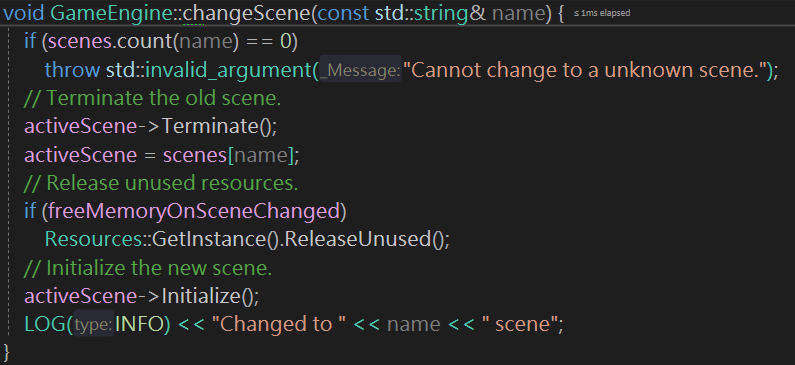 void GameEngine::changeScene(const std::string& name) { ≤ 1ms elapsed
if (scenes.count(name) == 0)
throw std::invalid_argument(_Message:"Cannot change to a unknown scene.");
// Terminate the old scene.
activeScene->Terminate();
activeScene = scenes[name];
// Release unused resources.
if (freeMemoryOnSceneChanged)
Resources::GetInstance().ReleaseUnused();
// Initialize the new scene.
activeScene->Initialize();
LOG(type:INFO) << "Changed to " << name << " scene";
}